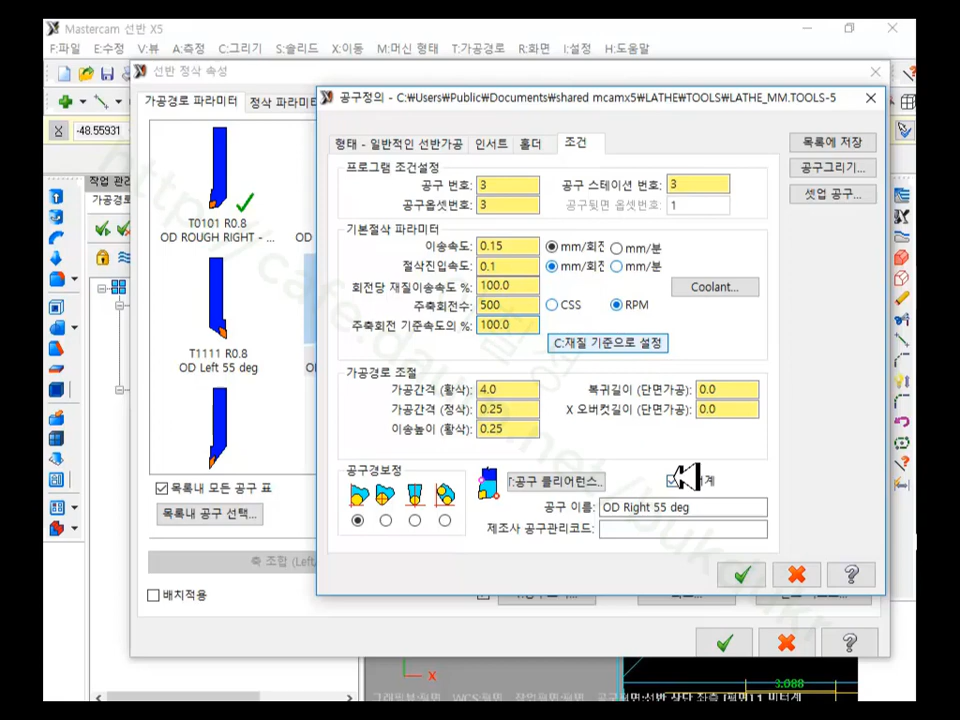 Mastercam 선반 X5
F:파일 E:수정 V:뷰 A:측정 C:그리기 S:솔리드 X:이동 M:머신 형태 T:가공경로 R:화면 I:설정 H:도움말
선반 정삭 속성
가공경로 파라미터 정삭 파라미터
공구정의 - C:₩Users₩Public₩Documents₩shared mcamx5₩LATHE₩TOOLS₩LATHE_MM.TOOLS-5
-48.55931
작업 관리
가공경로
형태 - 일반적인 선반가공 인서트 홀더 조건
목록에 저장
공구그리기...
셋업 공구...
프로그램 조건설정
공구 번호: 3 공구 스테이션 번호: 3
공구옵셋번호: 3 공구뒷면 옵셋번호: 1
기본절삭 파라미터
이송속도: 0.15 mm/회전 mm/분
절삭진입속도: 0.1 mm/회전 mm/분
회전당 재질이송속도 %: 100.0 Coolant...
주축회전수: 500 CSS RPM
주축회전 기준속도의 %: 100.0
C:재질 기준으로 설정
가공경로 조절
가공간격 (황삭): 4.0 복귀길이 (단면가공): 0.0
가공간격 (정삭): 0.25 X 오버컷길이 (단면가공): 0.0
이송높이 (황삭): 0.25
공구경보정
T:공구 클리어런스..
공구 이름: OD Right 55 deg
제조사 공구관리코드:
T0101 R0.8
OD ROUGH RIGHT - ...
T1111 R0.8
OD Left 55 deg
목록내 모든 공구 표
목록내 공구 선택...
축 조합 (Left/
배치적용
3.088